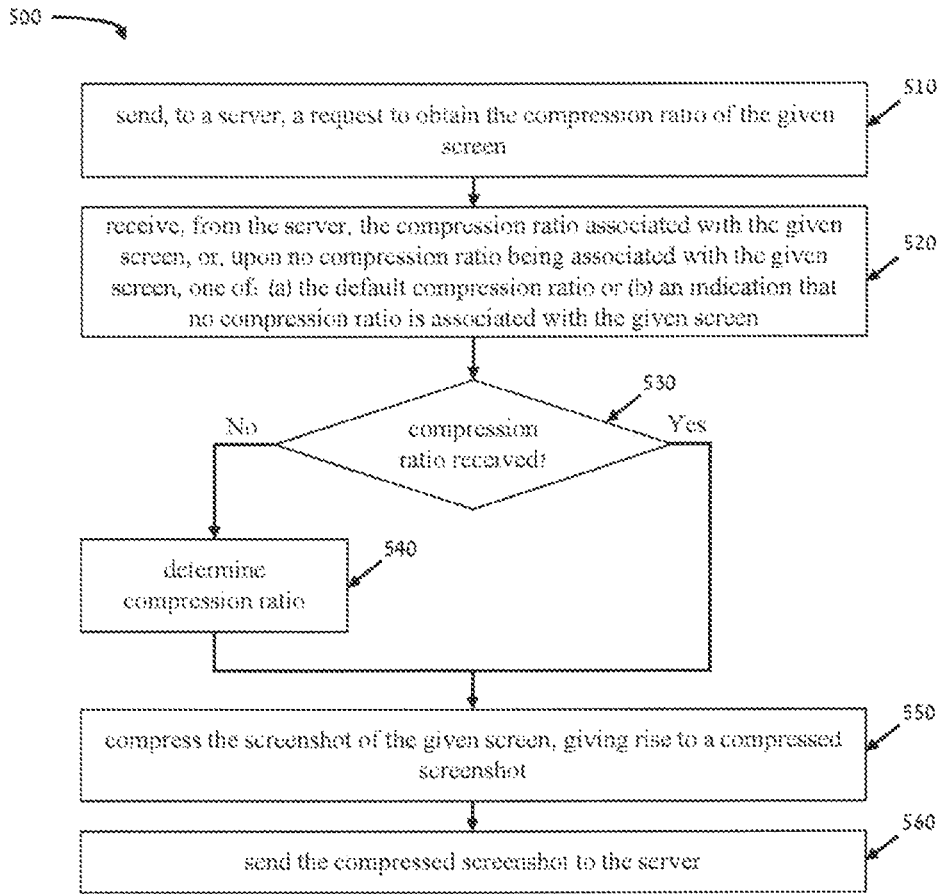 500
510
send, to a server, a request to obtain the compression ratio of the given
screen
520
receive, from the server, the compression ratio associated with the given
screen, or, upon no compression ratio being associated with the given
screen, one of: (a) the default compression ratio or (b) an indication that
no compression ratio is associated with the given screen
530
No
Yes
compression
ratio received?
540
determine
compression ratio
550
compress the screenshot of the given screen, giving rise to a compressed
screenshot
560
send the compressed screenshot to the server